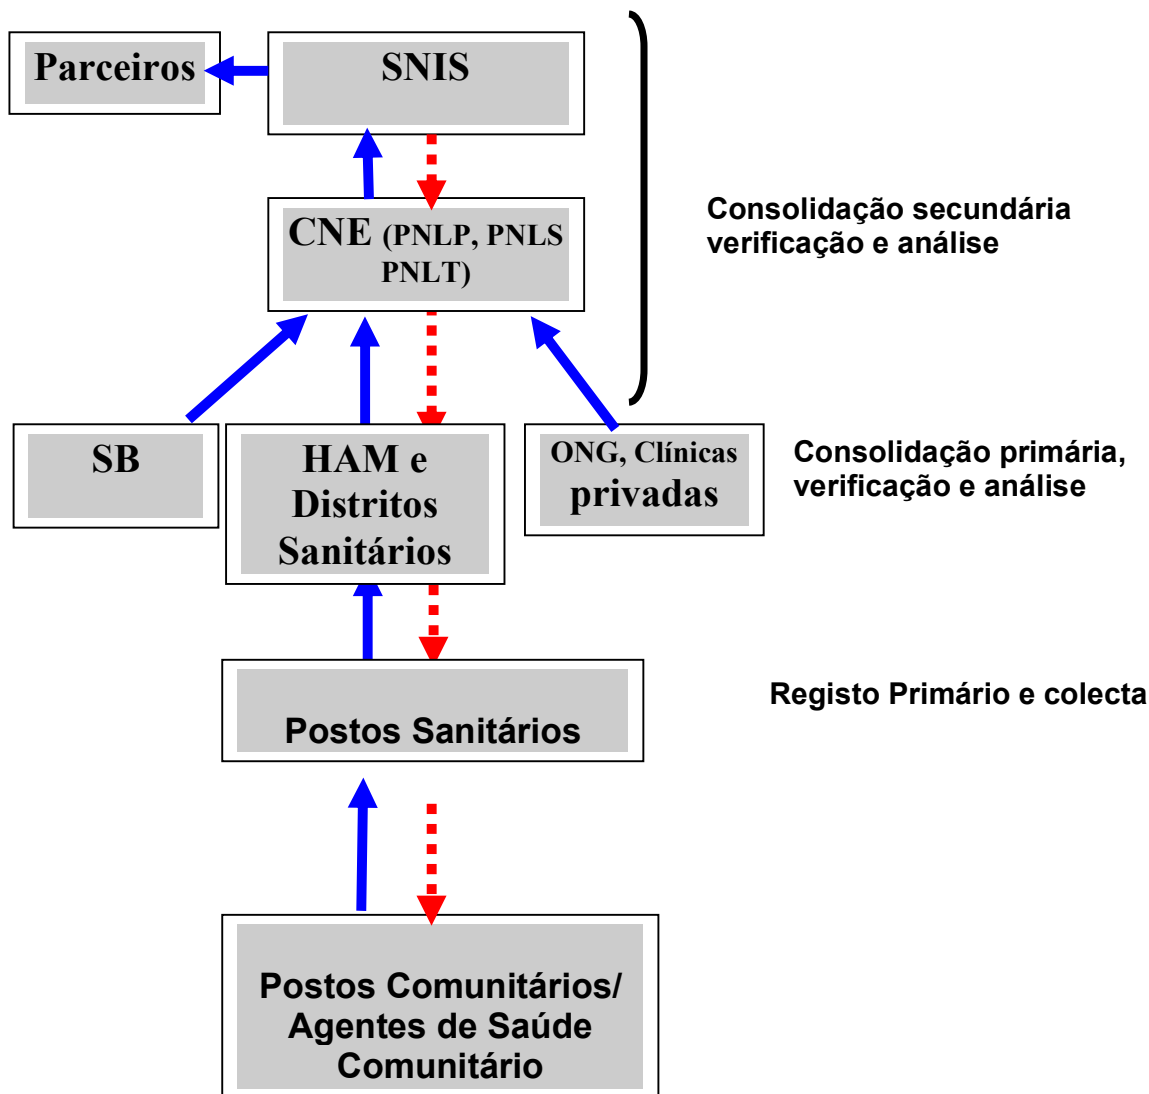 Parceiros
SNIS
CNE (PNLP, PNLS
PNLT)
Consolidação secundária
verificação e análise
SB
HAM e
Distritos
Sanitários
ONG, Clínicas
privadas
Consolidação primária,
verificação e análise
Postos Sanitários
Registo Primário e colecta
Postos Comunitários/
Agentes de Saúde
Comunitário